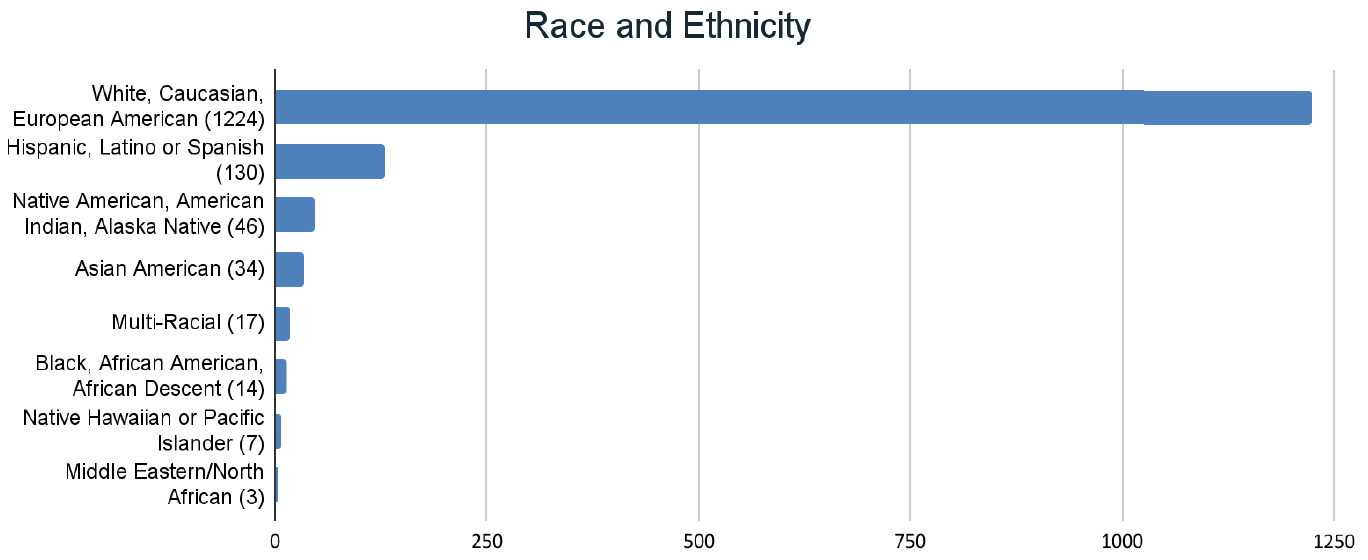 Race and Ethnicity
White, Caucasian,
European American (1224)
Hispanic, Latino or Spanish
(130)
Native American, American
Indian, Alaska Native (46)
Asian American (34)
Multi-Racial (17)
Black, African American,
African Descent (14)
Native Hawaiian or Pacific
Islander (7)
Middle Eastern/North
African (3)
0 250 500 750 1000 1250